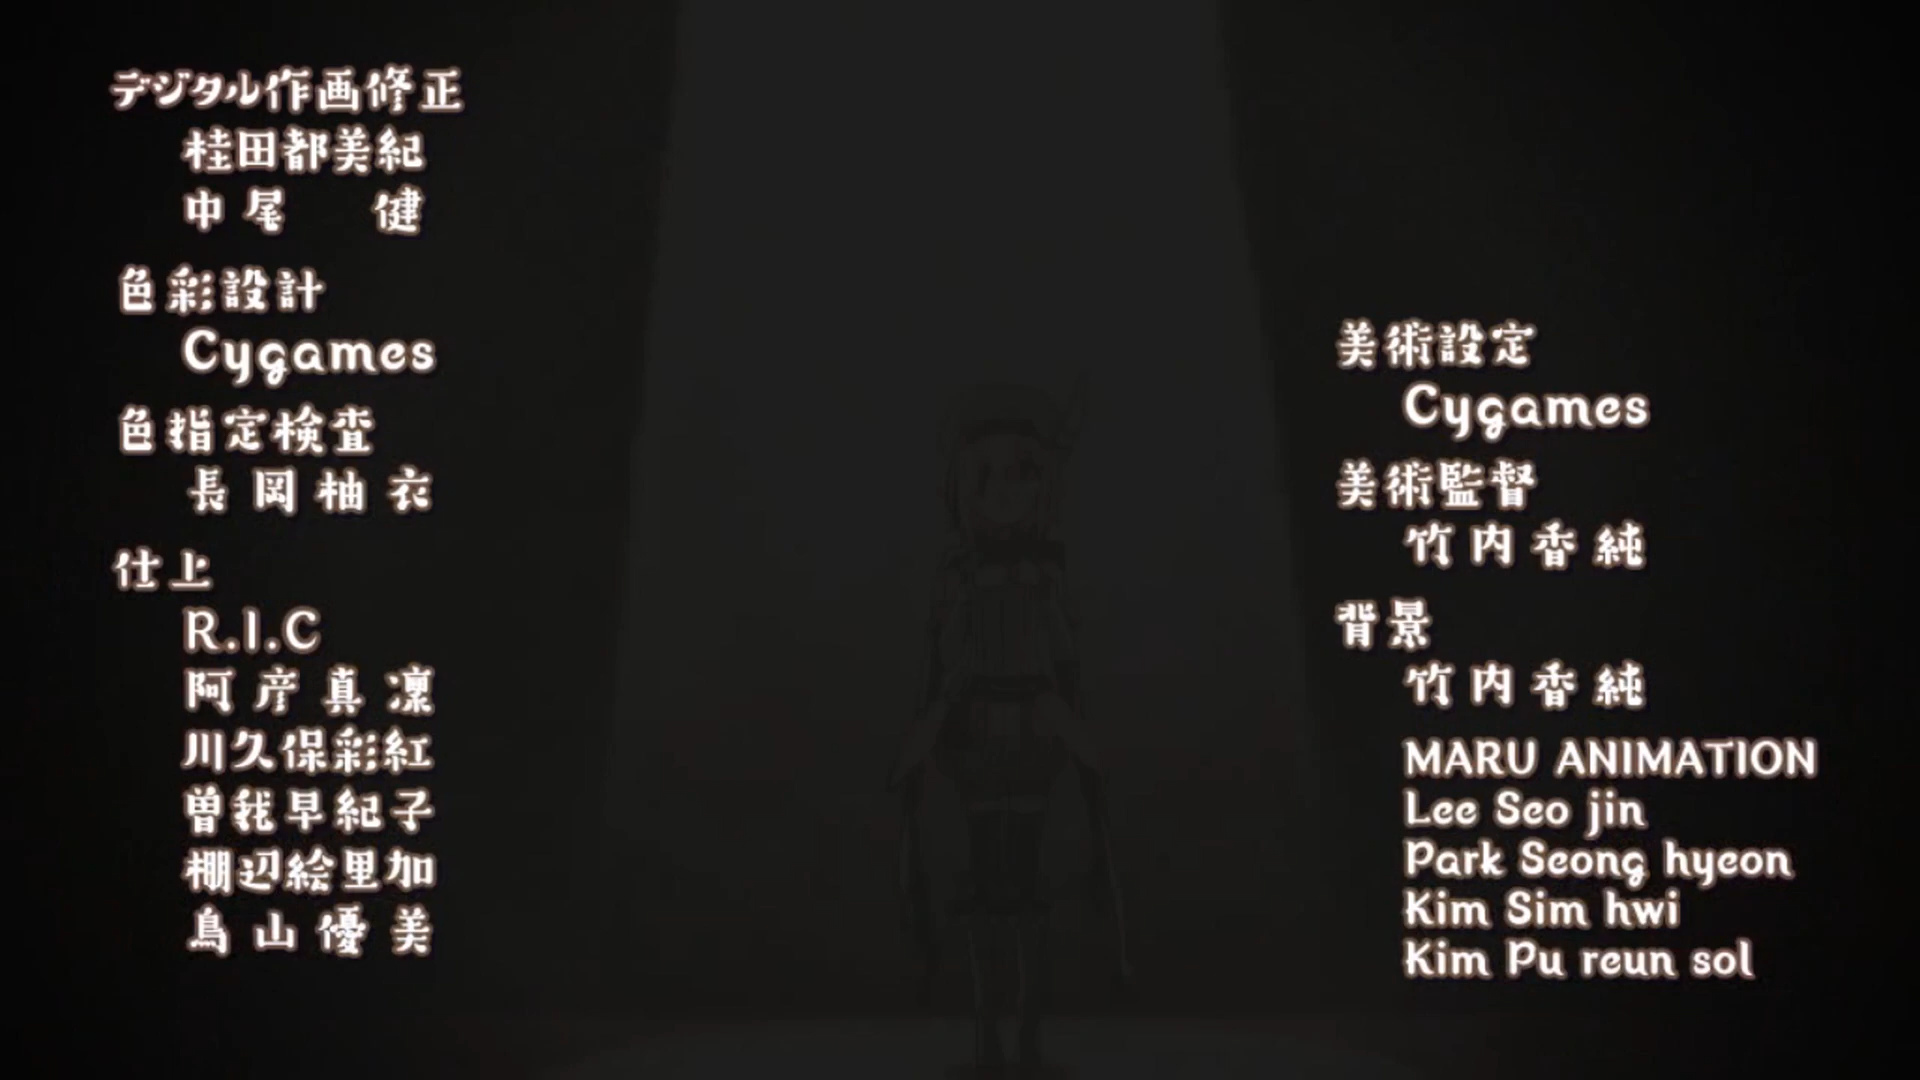 デジタル作画修正
桂田都美紀
中尾 健
色彩設計
Cygames
色指定検査
長岡柚衣
仕上
R.I.C
阿彦真凜
川久保彩紅
曽我早紀子
棚辺絵里加
鳥山優美
美術設定
Cygames
美術監督
竹内香純
背景
竹内香純
MARU ANIMATION
Lee Seo jin
Park Seong hyeon
Kim Sim hwi
Kim Pu reun sol